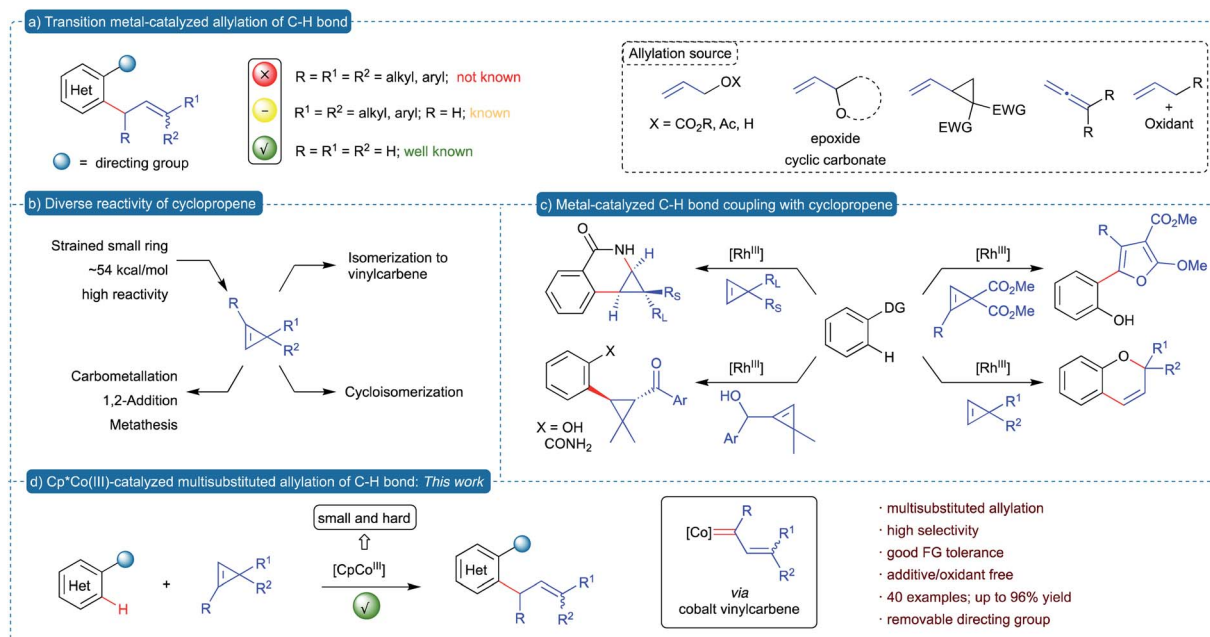 a) Transition metal-catalyzed allylation of C-H bond
Het
R
R¹
R²
= directing group
X
R = R¹ = R² = alkyl, aryl; not known
−
R¹ = R² = alkyl, aryl; R = H; known
√
R = R¹ = R² = H; well known
Allylation source
OX
X = CO₂R, Ac, H
O
epoxide
cyclic carbonate
EWG
EWG
R
R
R
+
Oxidant
b) Diverse reactivity of cyclopropene
Strained small ring
~54 kcal/mol
high reactivity
Isomerization to
vinylcarbene
R
R¹
R²
Carbometallation
1,2-Addition
Metathesis
Cycloisomerization
c) Metal-catalyzed C-H bond coupling with cyclopropene
O
NH
H
H
R_S
R_L
[Rhᴵᴵᴵ]
R_L
R_S
DG
H
[Rhᴵᴵᴵ]
CO₂Me
CO₂Me
R
CO₂Me
R
O
OMe
OH
X
O
Ar
X = OH
CONH₂
[Rhᴵᴵᴵ]
HO
Ar
[Rhᴵᴵᴵ]
R¹
R²
O
R¹
R²
d) Cp*Co(III)-catalyzed multisubstituted allylation of C-H bond: This work
Het
H
+
R¹
R²
R
small and hard
[CpCoᴵᴵᴵ]
√
Het
R
R¹
R²
[Co]
R
R¹
R²
via
cobalt vinylcarbene
· multisubstituted allylation
· high selectivity
· good FG tolerance
· additive/oxidant free
· 40 examples; up to 96% yield
· removable directing group